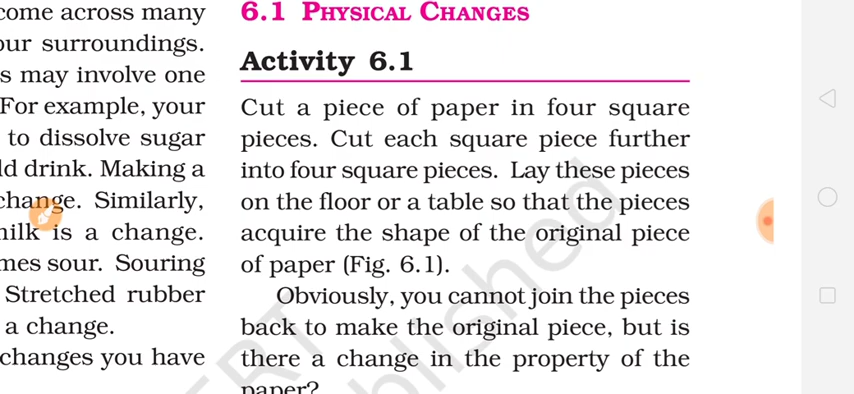 come across many
our surroundings.
s may involve one
For example, your
to dissolve sugar
ld drink. Making a
change. Similarly,
milk is a change.
mes sour. Souring
Stretched rubber
a change.
changes you have
6.1 PHYSICAL CHANGES
Activity 6.1
Cut a piece of paper in four square
pieces. Cut each square piece further
into four square pieces. Lay these pieces
on the floor or a table so that the pieces
acquire the shape of the original piece
of paper (Fig. 6.1).
Obviously, you cannot join the pieces
back to make the original piece, but is
there a change in the property of the
paper?